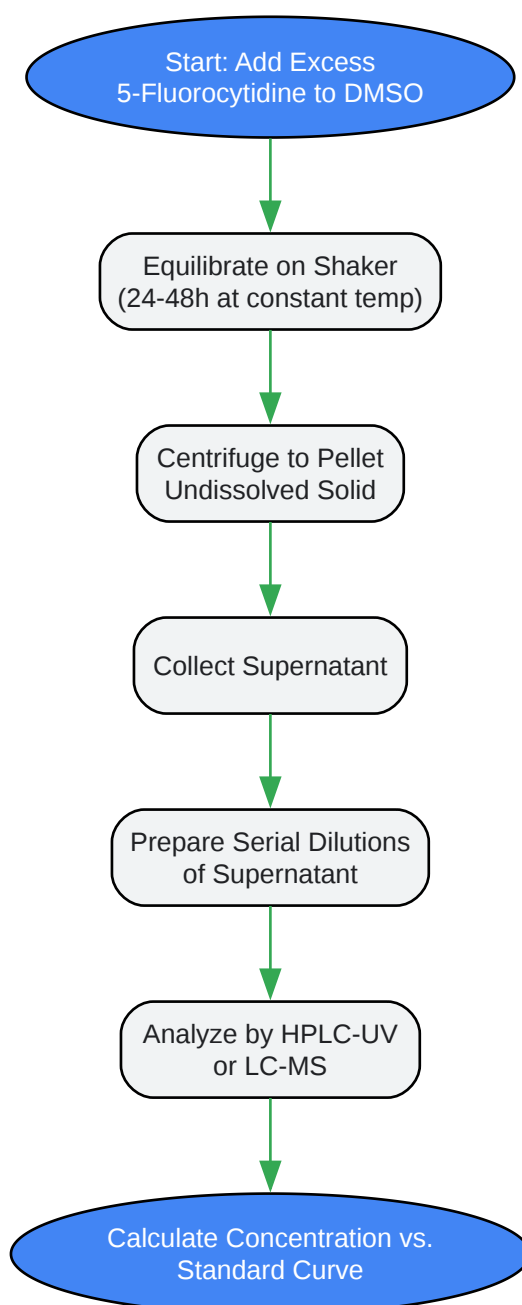 Start: Add Excess
5-Fluorocytidine to DMSO
Equilibrate on Shaker
(24-48h at constant temp)
Centrifuge to Pellet
Undissolved Solid
Collect Supernatant
Prepare Serial Dilutions
of Supernatant
Analyze by HPLC-UV
or LC-MS
Calculate Concentration vs.
Standard Curve